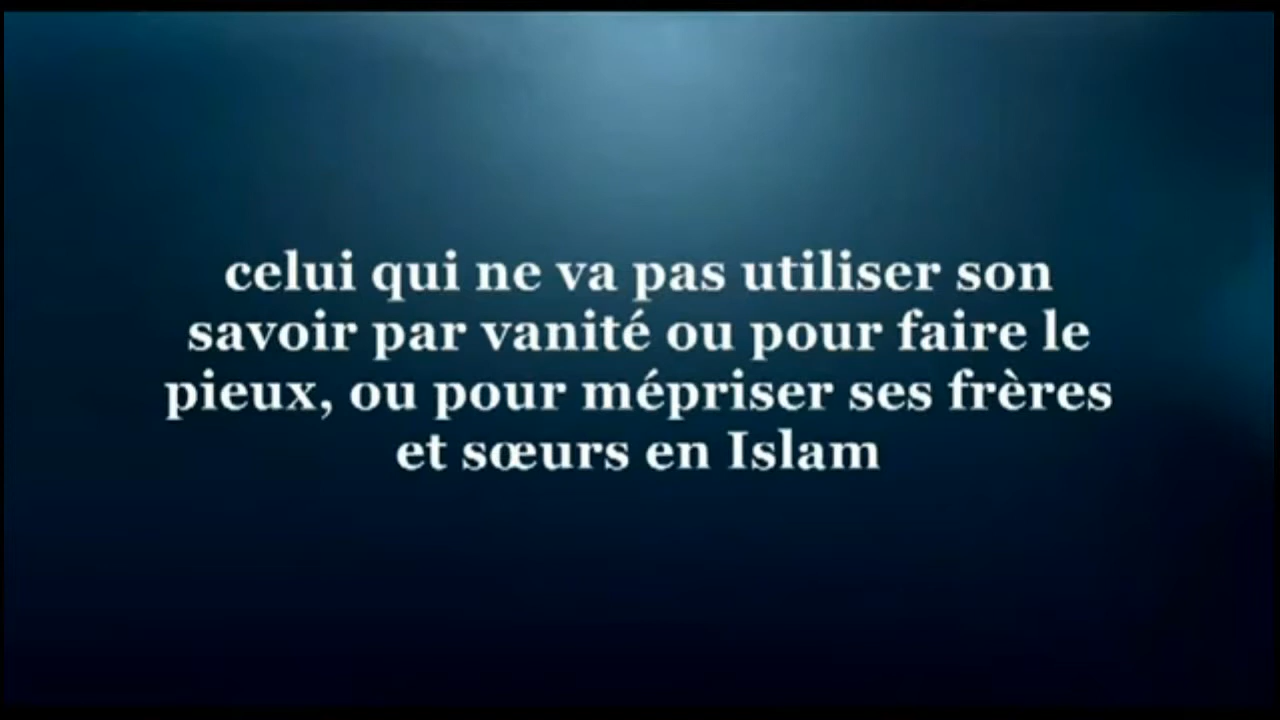 celui qui ne va pas utiliser son
savoir par vanité ou pour faire le
pieux, ou pour mépriser ses frères
et sœurs en Islam